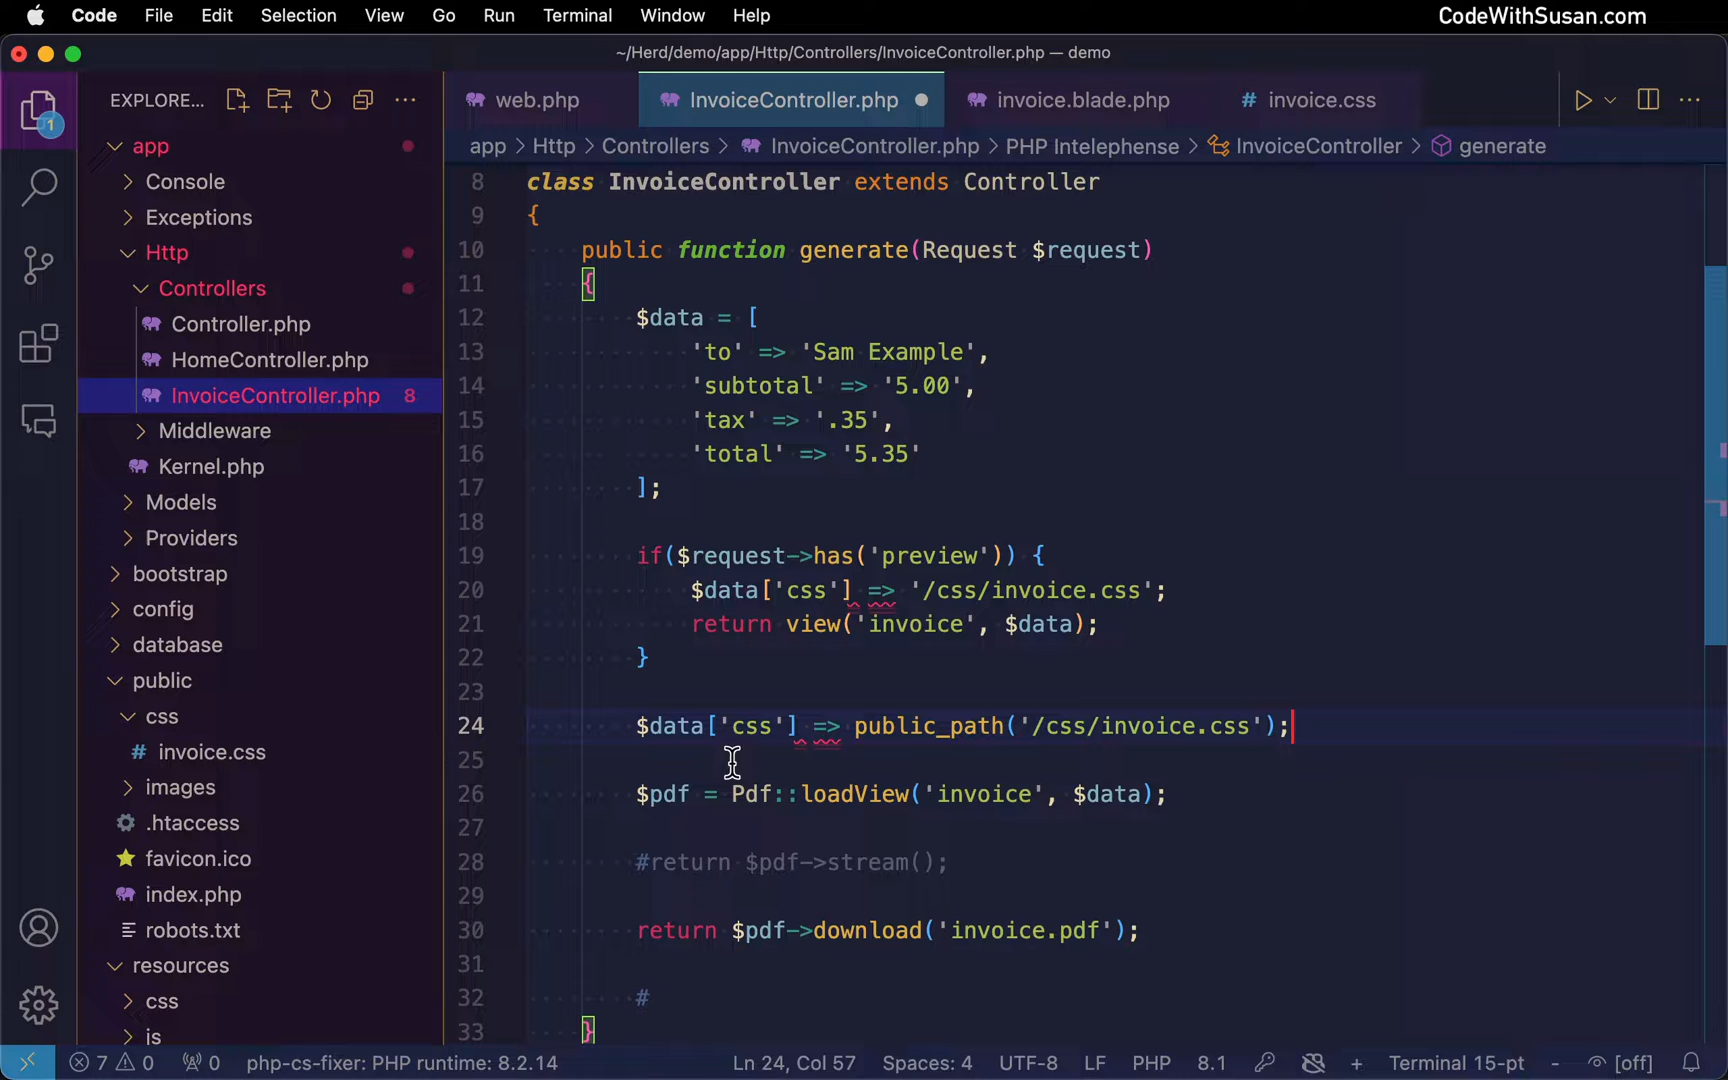 Code File Edit Selection View Go Run Terminal Window Help CodeWithSusan.com
~/Herd/demo/app/Http/Controllers/InvoiceController.php — demo
EXPLORE... web.php InvoiceController.php invoice.blade.php # invoice.css
1
app > Http > Controllers > InvoiceController.php > PHP Intelephense > InvoiceController > generate
app
Console
Exceptions
Http
Controllers
Controller.php
HomeController.php
InvoiceController.php 8
Middleware
Kernel.php
Models
Providers
bootstrap
config
database
public
css
# invoice.css
images
.htaccess
favicon.ico
index.php
robots.txt
resources
css
js
8 class InvoiceController extends Controller
9 {
10 public function generate(Request $request)
11 {
12 $data = [
13 'to' => 'Sam Example',
14 'subtotal' => '5.00',
15 'tax' => '.35',
16 'total' => '5.35'
17 ];
18
19 if($request->has('preview')) {
20 $data['css'] => '/css/invoice.css';
21 return view('invoice', $data);
22 }
23
24 $data['css'] => public_path('/css/invoice.css');
25
26 $pdf = Pdf::loadView('invoice', $data);
27
28 #return $pdf->stream();
29
30 return $pdf->download('invoice.pdf');
31
32 #
33 }
7 0 0 php-cs-fixer: PHP runtime: 8.2.14 Ln 24, Col 57 Spaces: 4 UTF-8 LF PHP 8.1 + Terminal 15-pt - [off]